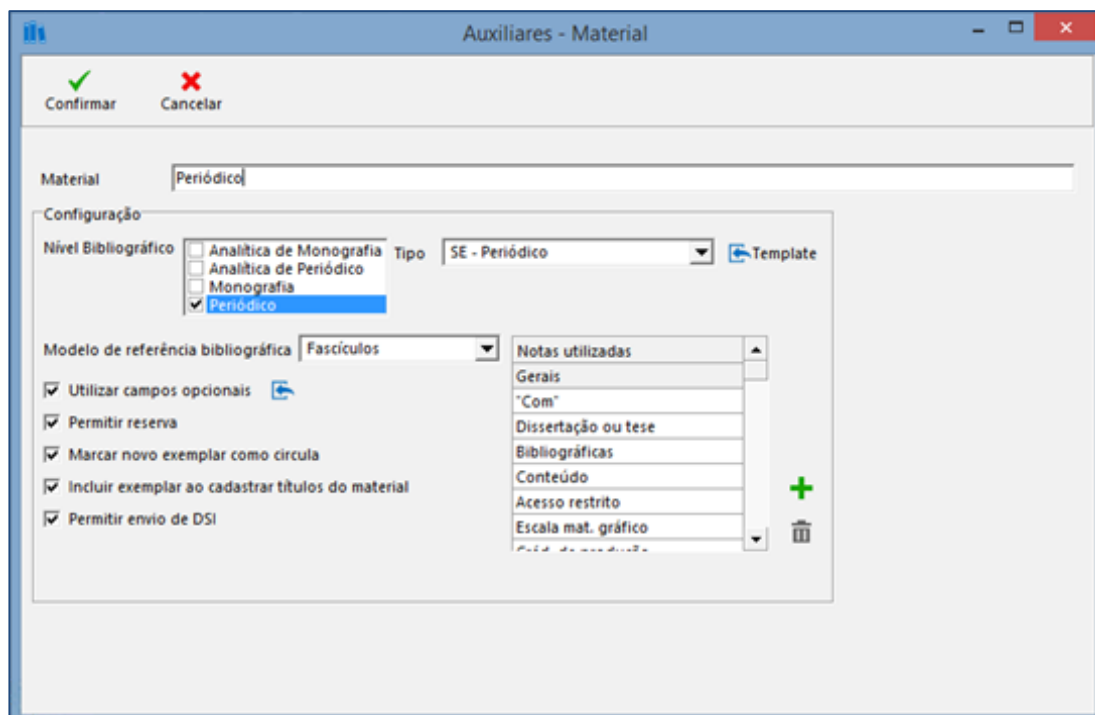 Auxiliares - Material
Confirmar Cancelar
Material Periódico
Configuração
Nível Bibliográfico
Analítica de Monografia
Analítica de Periódico
Monografia
Periódico
Tipo SE - Periódico Template
Modelo de referência bibliográfica Fascículos
Utilizar campos opcionais
Permitir reserva
Marcar novo exemplar como circula
Incluir exemplar ao cadastrar títulos do material
Permitir envio de DSI
Notas utilizadas
Gerais
"Com"
Dissertação ou tese
Bibliográficas
Conteúdo
Acesso restrito
Escala mat. gráfico